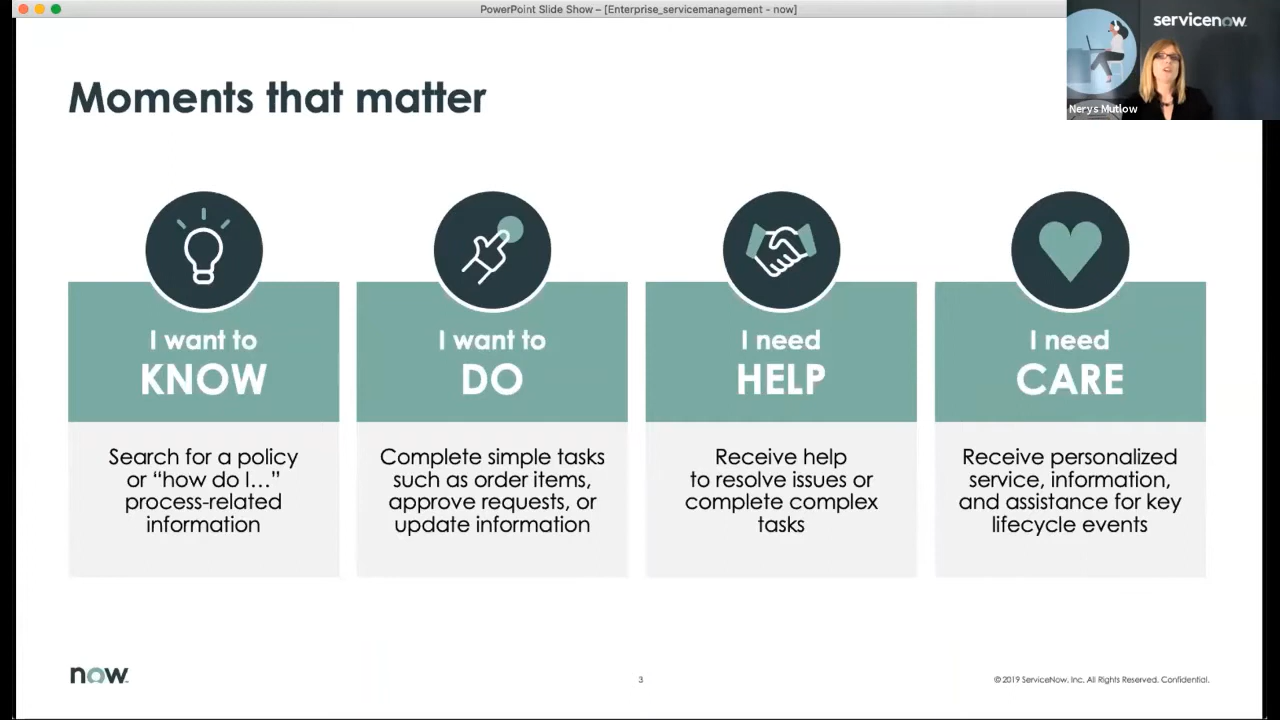 PowerPoint Slide Show – [Enterprise_servicemanagement - now]
servicenow
Nerys Mutlow
Moments that matter
I want to
KNOW
Search for a policy
or “how do I…”
process-related
information
I want to
DO
Complete simple tasks
such as order items,
approve requests, or
update information
I need
HELP
Receive help
to resolve issues or
complete complex
tasks
I need
CARE
Receive personalized
service, information,
and assistance for key
lifecycle events
now
3
© 2019 ServiceNow, Inc. All Rights Reserved. Confidential.